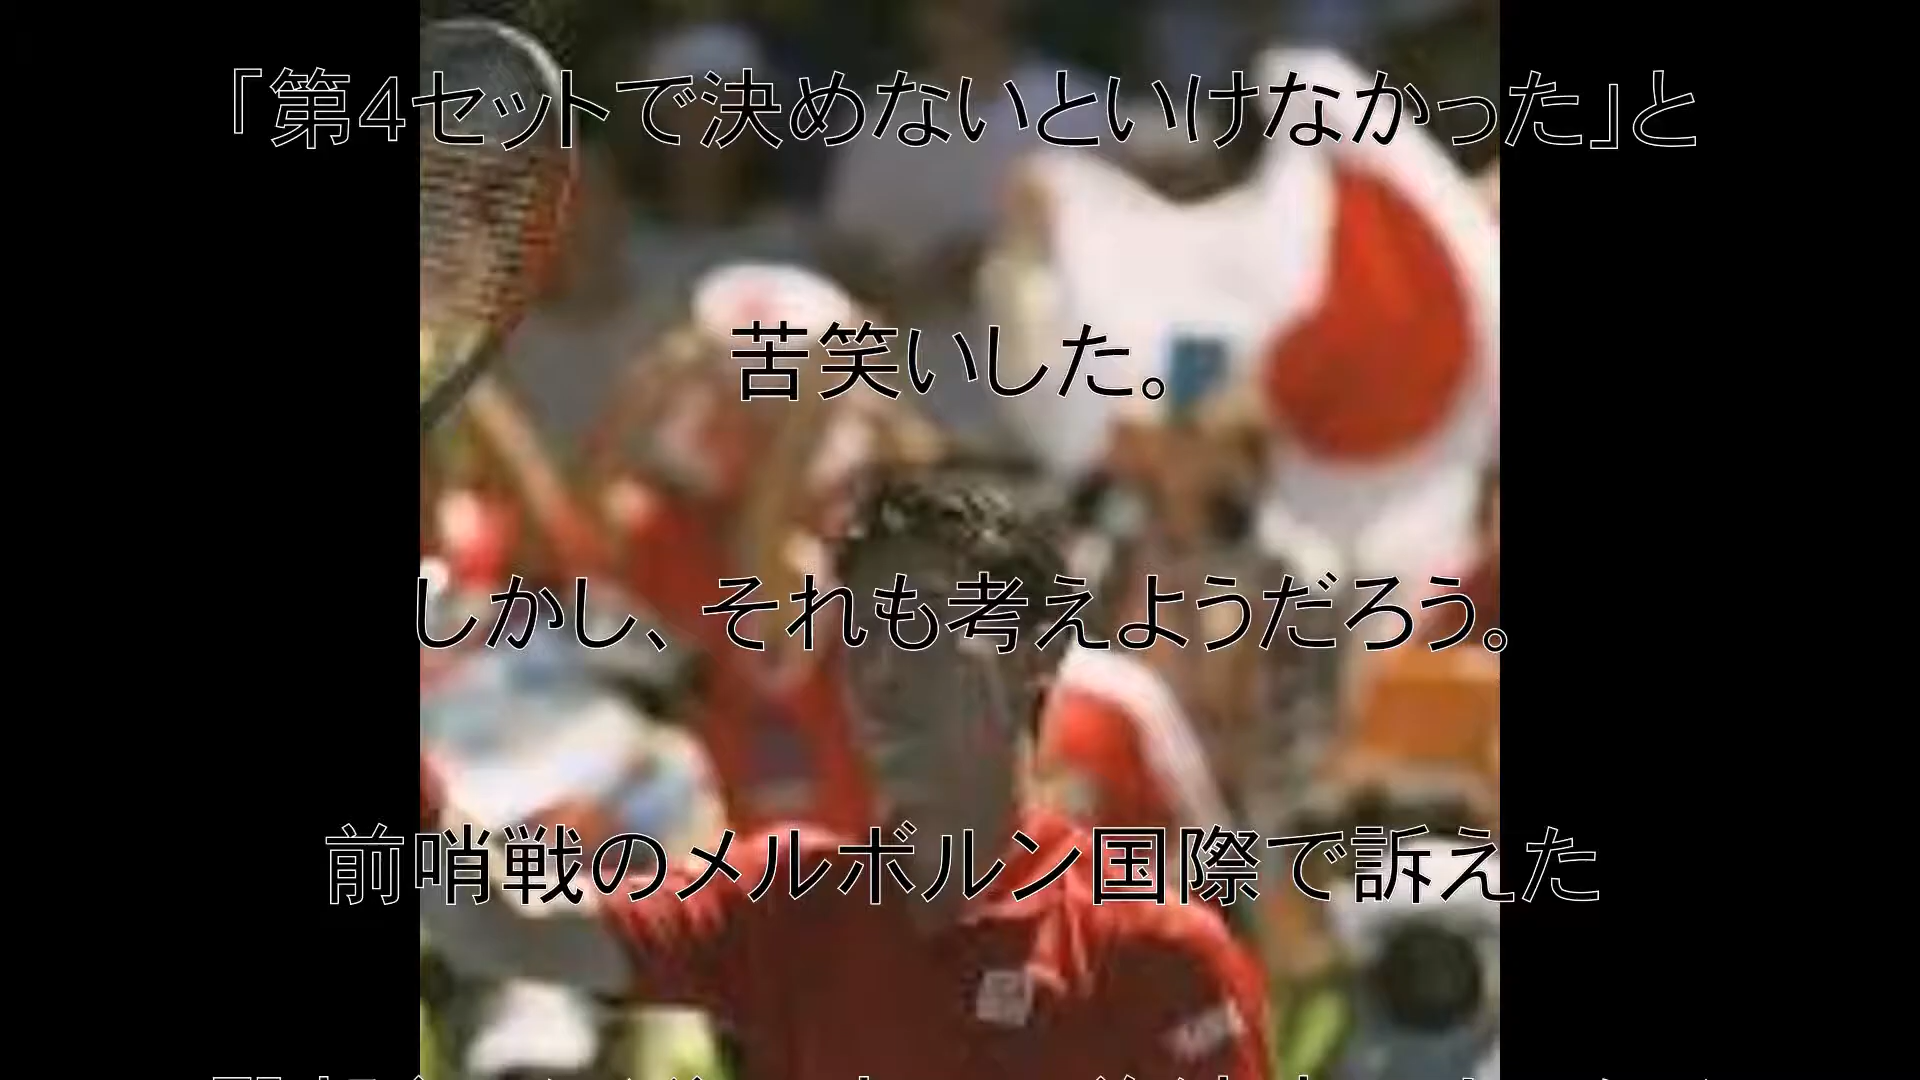 「第4セットで決めないといけなかった」と
苦笑いした。
しかし、それも考えようだろう。
前哨戦のメルボルン国際で訴えた